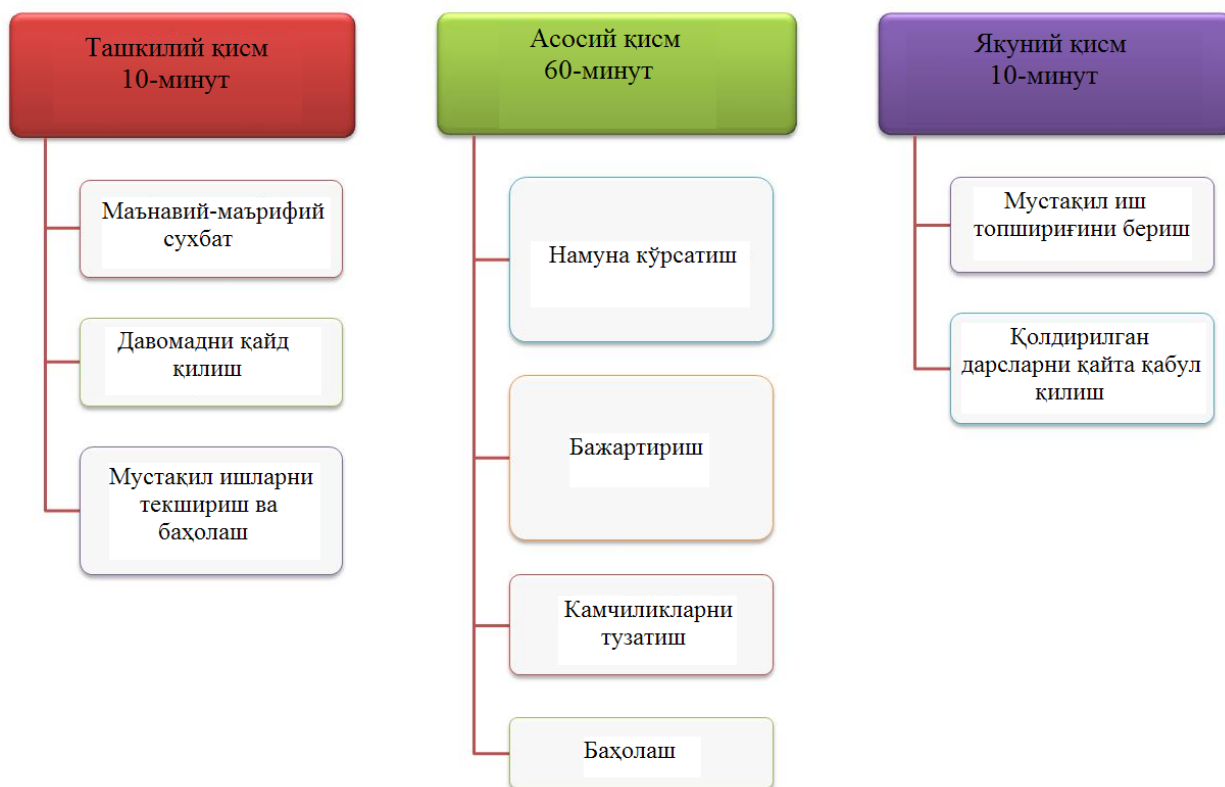 Ташкилий қисм
10-минут
Маънавий-маърифий
сухбат
Давомадни қайд
қилиш
Мустақил ишларни
текшириш ва
баҳолаш
Асосий қисм
60-минут
Намуна кўрсатиш
Бажартириш
Камчиликларни
тузатиш
Баҳолаш
Якуний қисм
10-минут
Мустақил иш
топшириғини бериш
Қолдирилган
дарсларни қайта қабул
қилиш